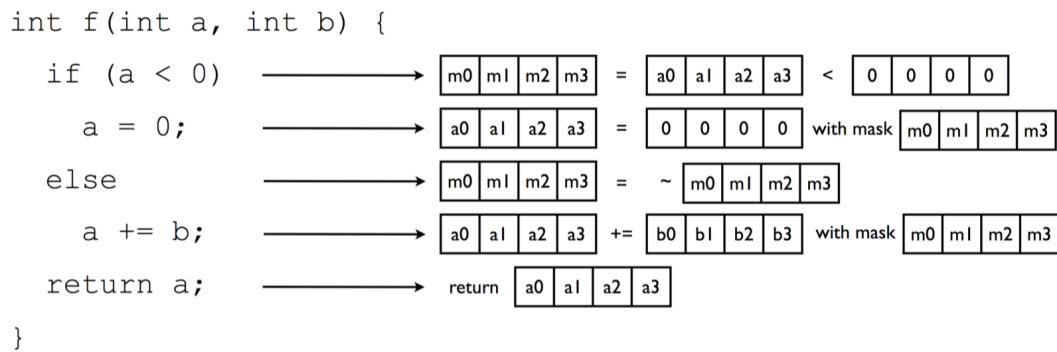 int f(int a, int b) {
if (a < 0) m0 m1 m2 m3 = a0 a1 a2 a3 < 0 0 0 0
a = 0; a0 a1 a2 a3 = 0 0 0 0 with mask m0 m1 m2 m3
else m0 m1 m2 m3 = ~ m0 m1 m2 m3
a += b; a0 a1 a2 a3 += b0 b1 b2 b3 with mask m0 m1 m2 m3
return a; return a0 a1 a2 a3
}